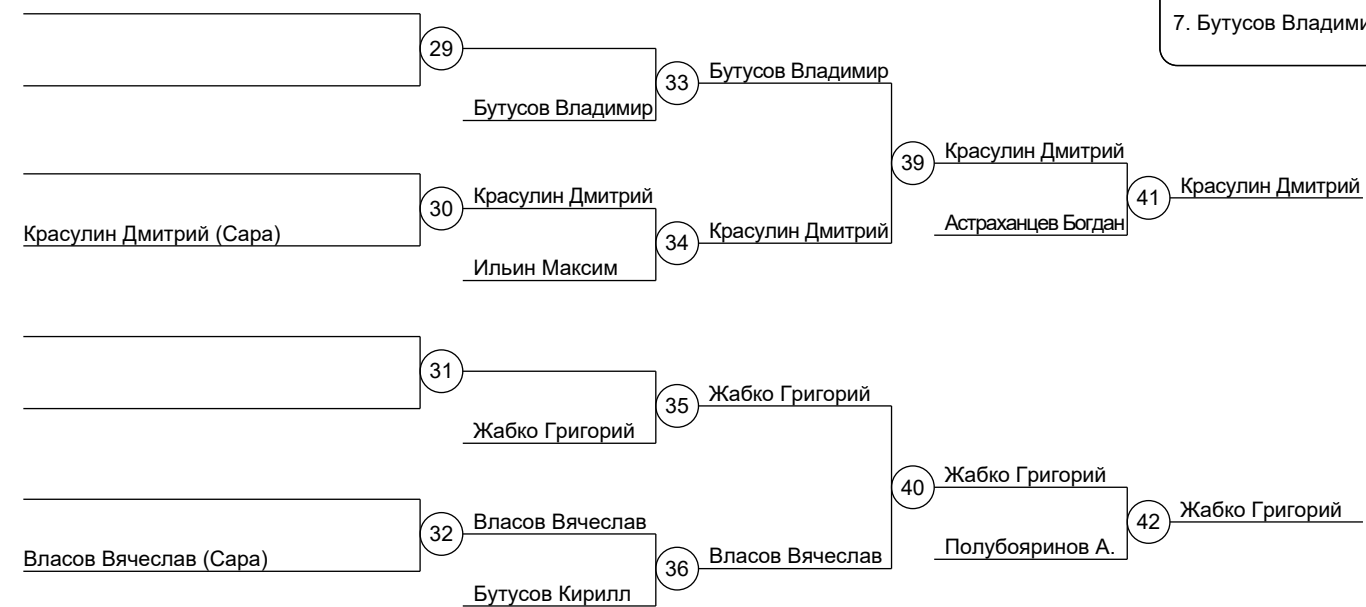 7. Бутусов Владими
29
33
Бутусов Владимир
Бутусов Владимир
39
Красулин Дмитрий
41
Красулин Дмитрий
Астраханцев Богдан
30
Красулин Дмитрий
34
Красулин Дмитрий
Красулин Дмитрий (Сара)
Ильин Максим
31
35
Жабко Григорий
Жабко Григорий
40
Жабко Григорий
42
Жабко Григорий
Полубояринов А.
32
Власов Вячеслав
36
Власов Вячеслав
Власов Вячеслав (Сара)
Бутусов Кирилл